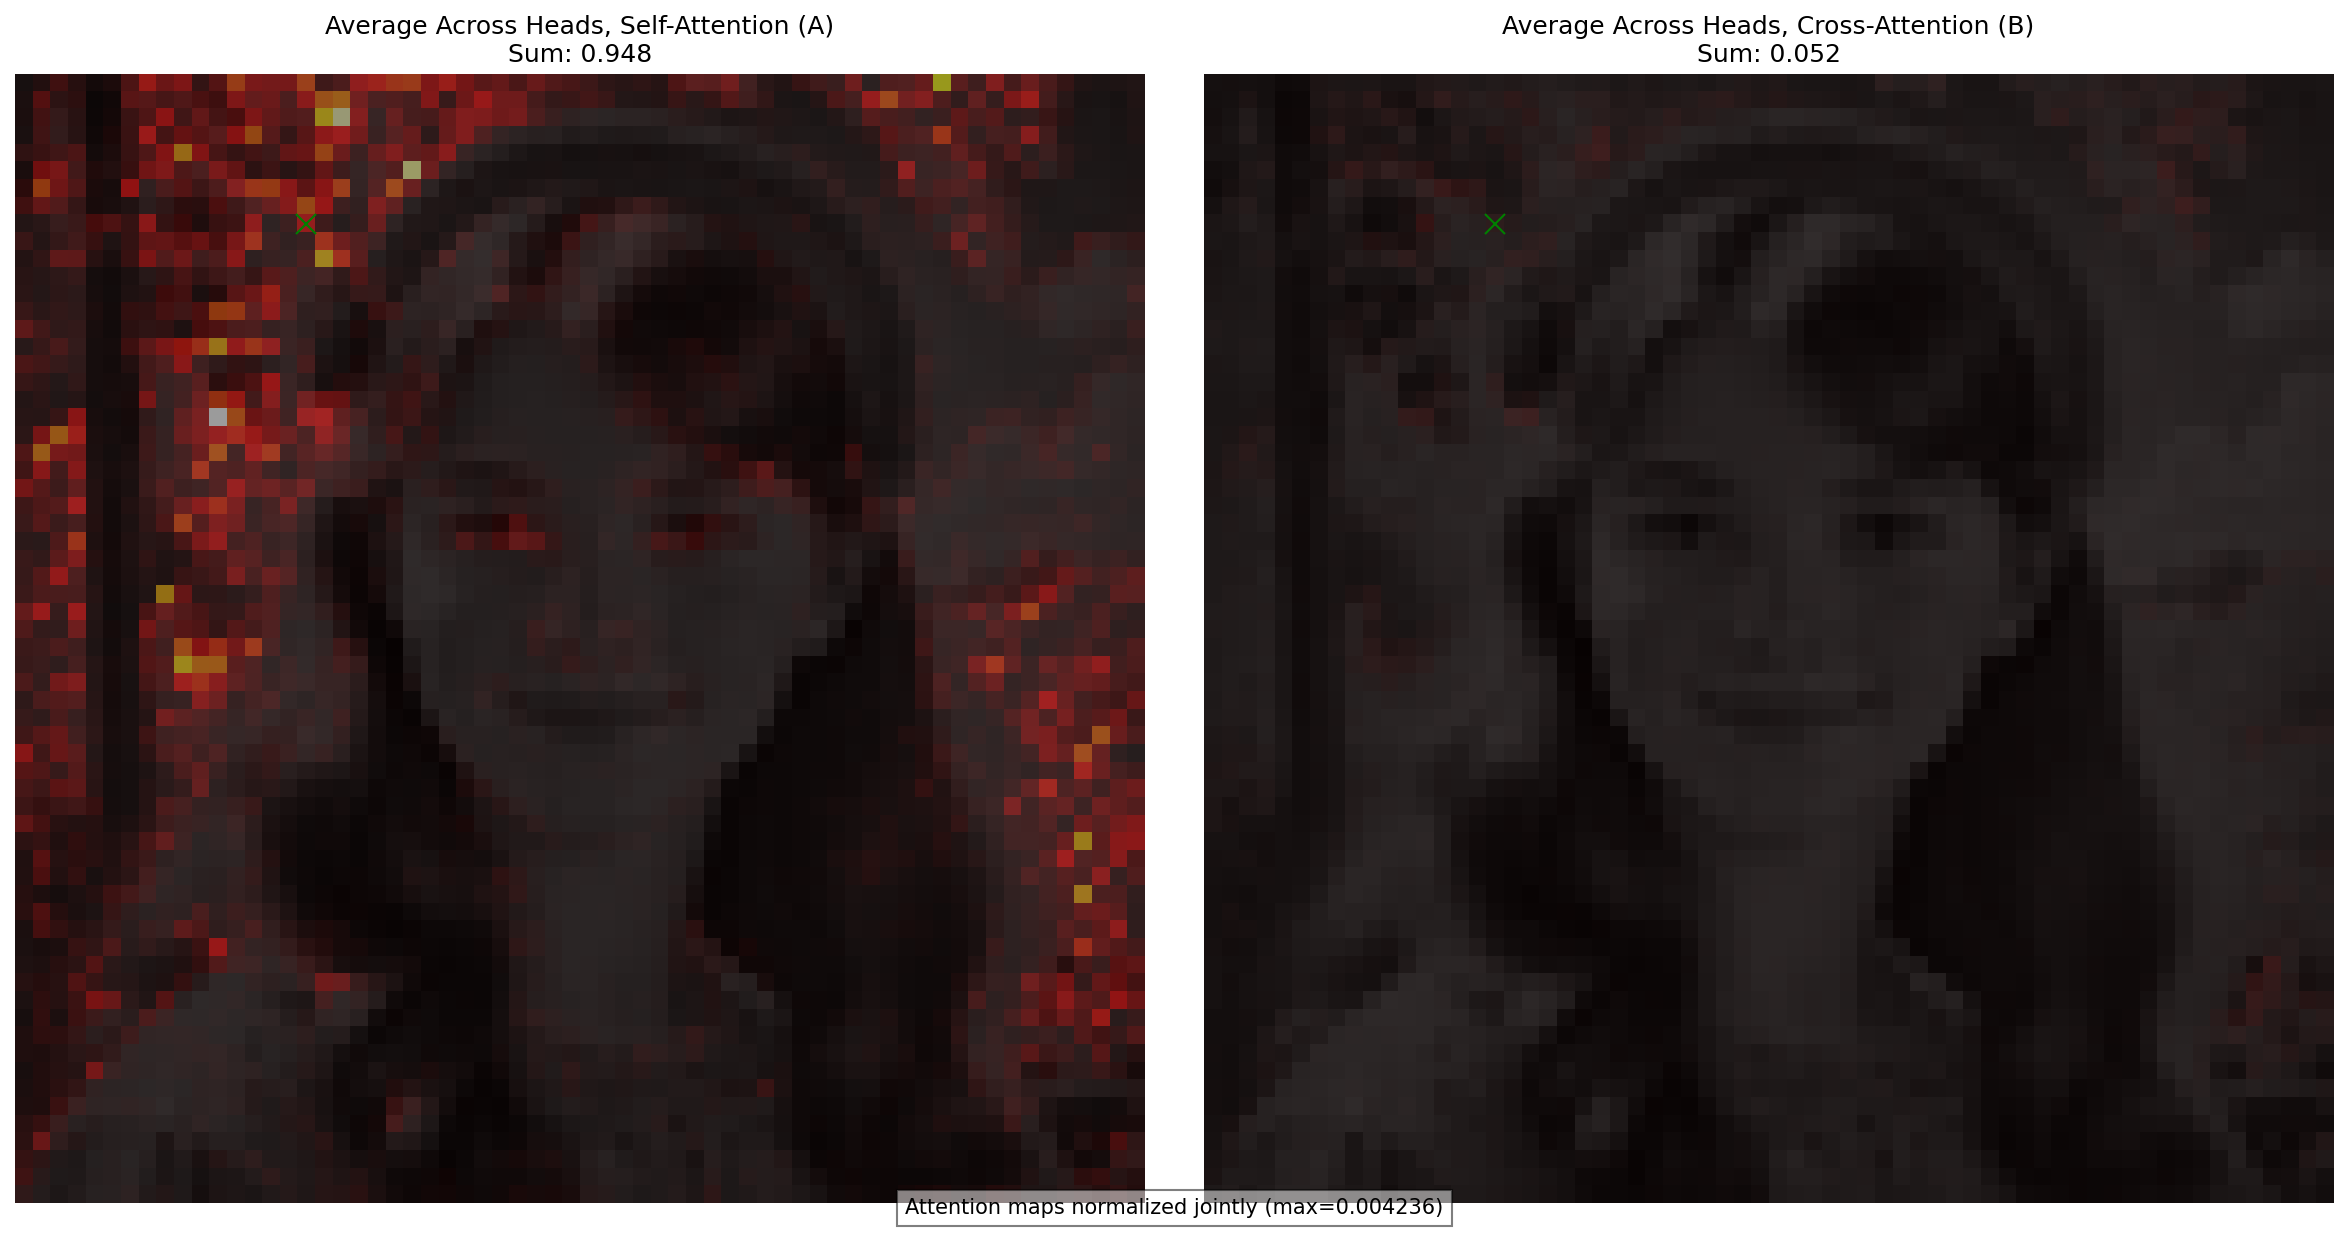 Average Across Heads, Self-Attention (A)
Sum: 0.948
Average Across Heads, Cross-Attention (B)
Sum: 0.052
Attention maps normalized jointly (max=0.004236)